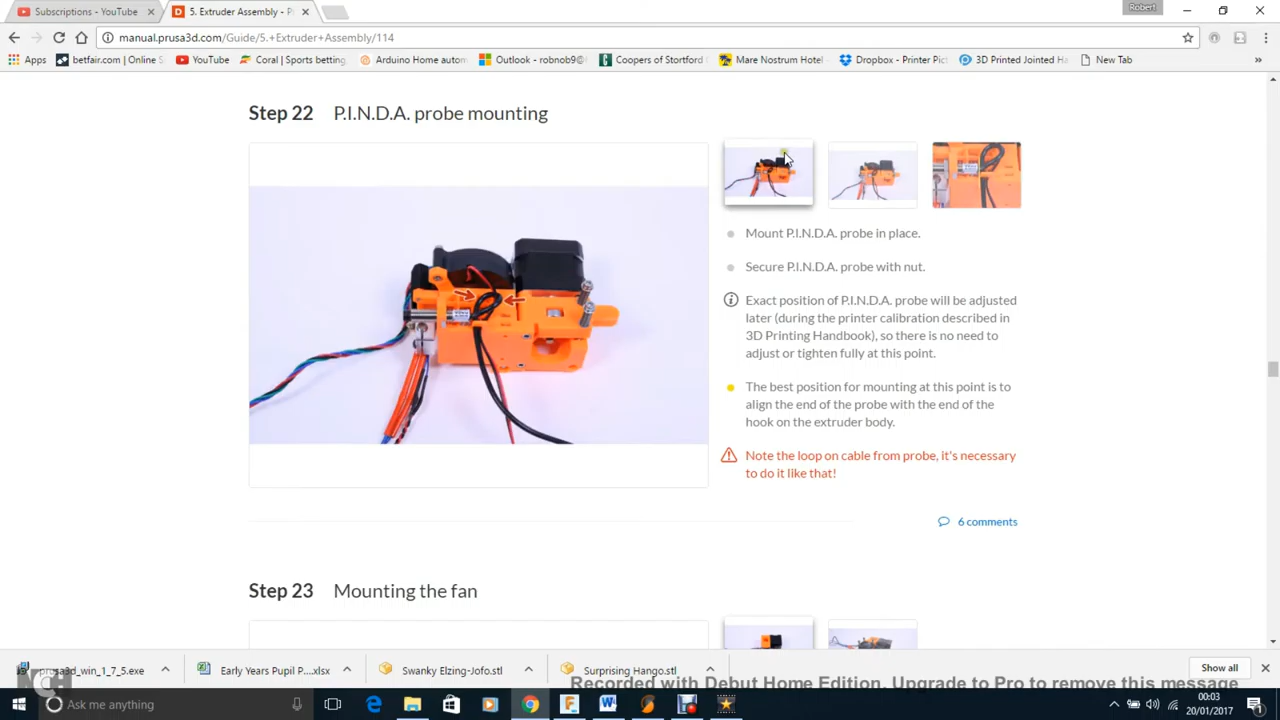 Subscriptions - YouTube
5. Extruder Assembly - P
Robert
manual.prusa3d.com/Guide/5.+Extruder+Assembly/114
Apps
betfair.com | Online S
YouTube
Coral | Sports betting
Arduino Home autom
Outlook - robnob9@
Coopers of Stortford
Mare Nostrum Hotel
Dropbox - Printer Pict
3D Printed Jointed Ha
New Tab
Step 22 P.I.N.D.A. probe mounting
Mount P.I.N.D.A. probe in place.
Secure P.I.N.D.A. probe with nut.
Exact position of P.I.N.D.A. probe will be adjusted
later (during the printer calibration described in
3D Printing Handbook), so there is no need to
adjust or tighten fully at this point.
The best position for mounting at this point is to
align the end of the probe with the end of the
hook on the extruder body.
Note the loop on cable from probe, it's necessary
to do it like that!
6 comments
Step 23 Mounting the fan
prusa3d_win_1_7_5.exe
Early Years Pupil P....xlsx
Swanky Elzing-Jofo.stl
Surprising Hango.stl
Show all
Recorded with Debut Home Edition. Upgrade to Pro to remove this message
Ask me anything
00:03
20/01/2017